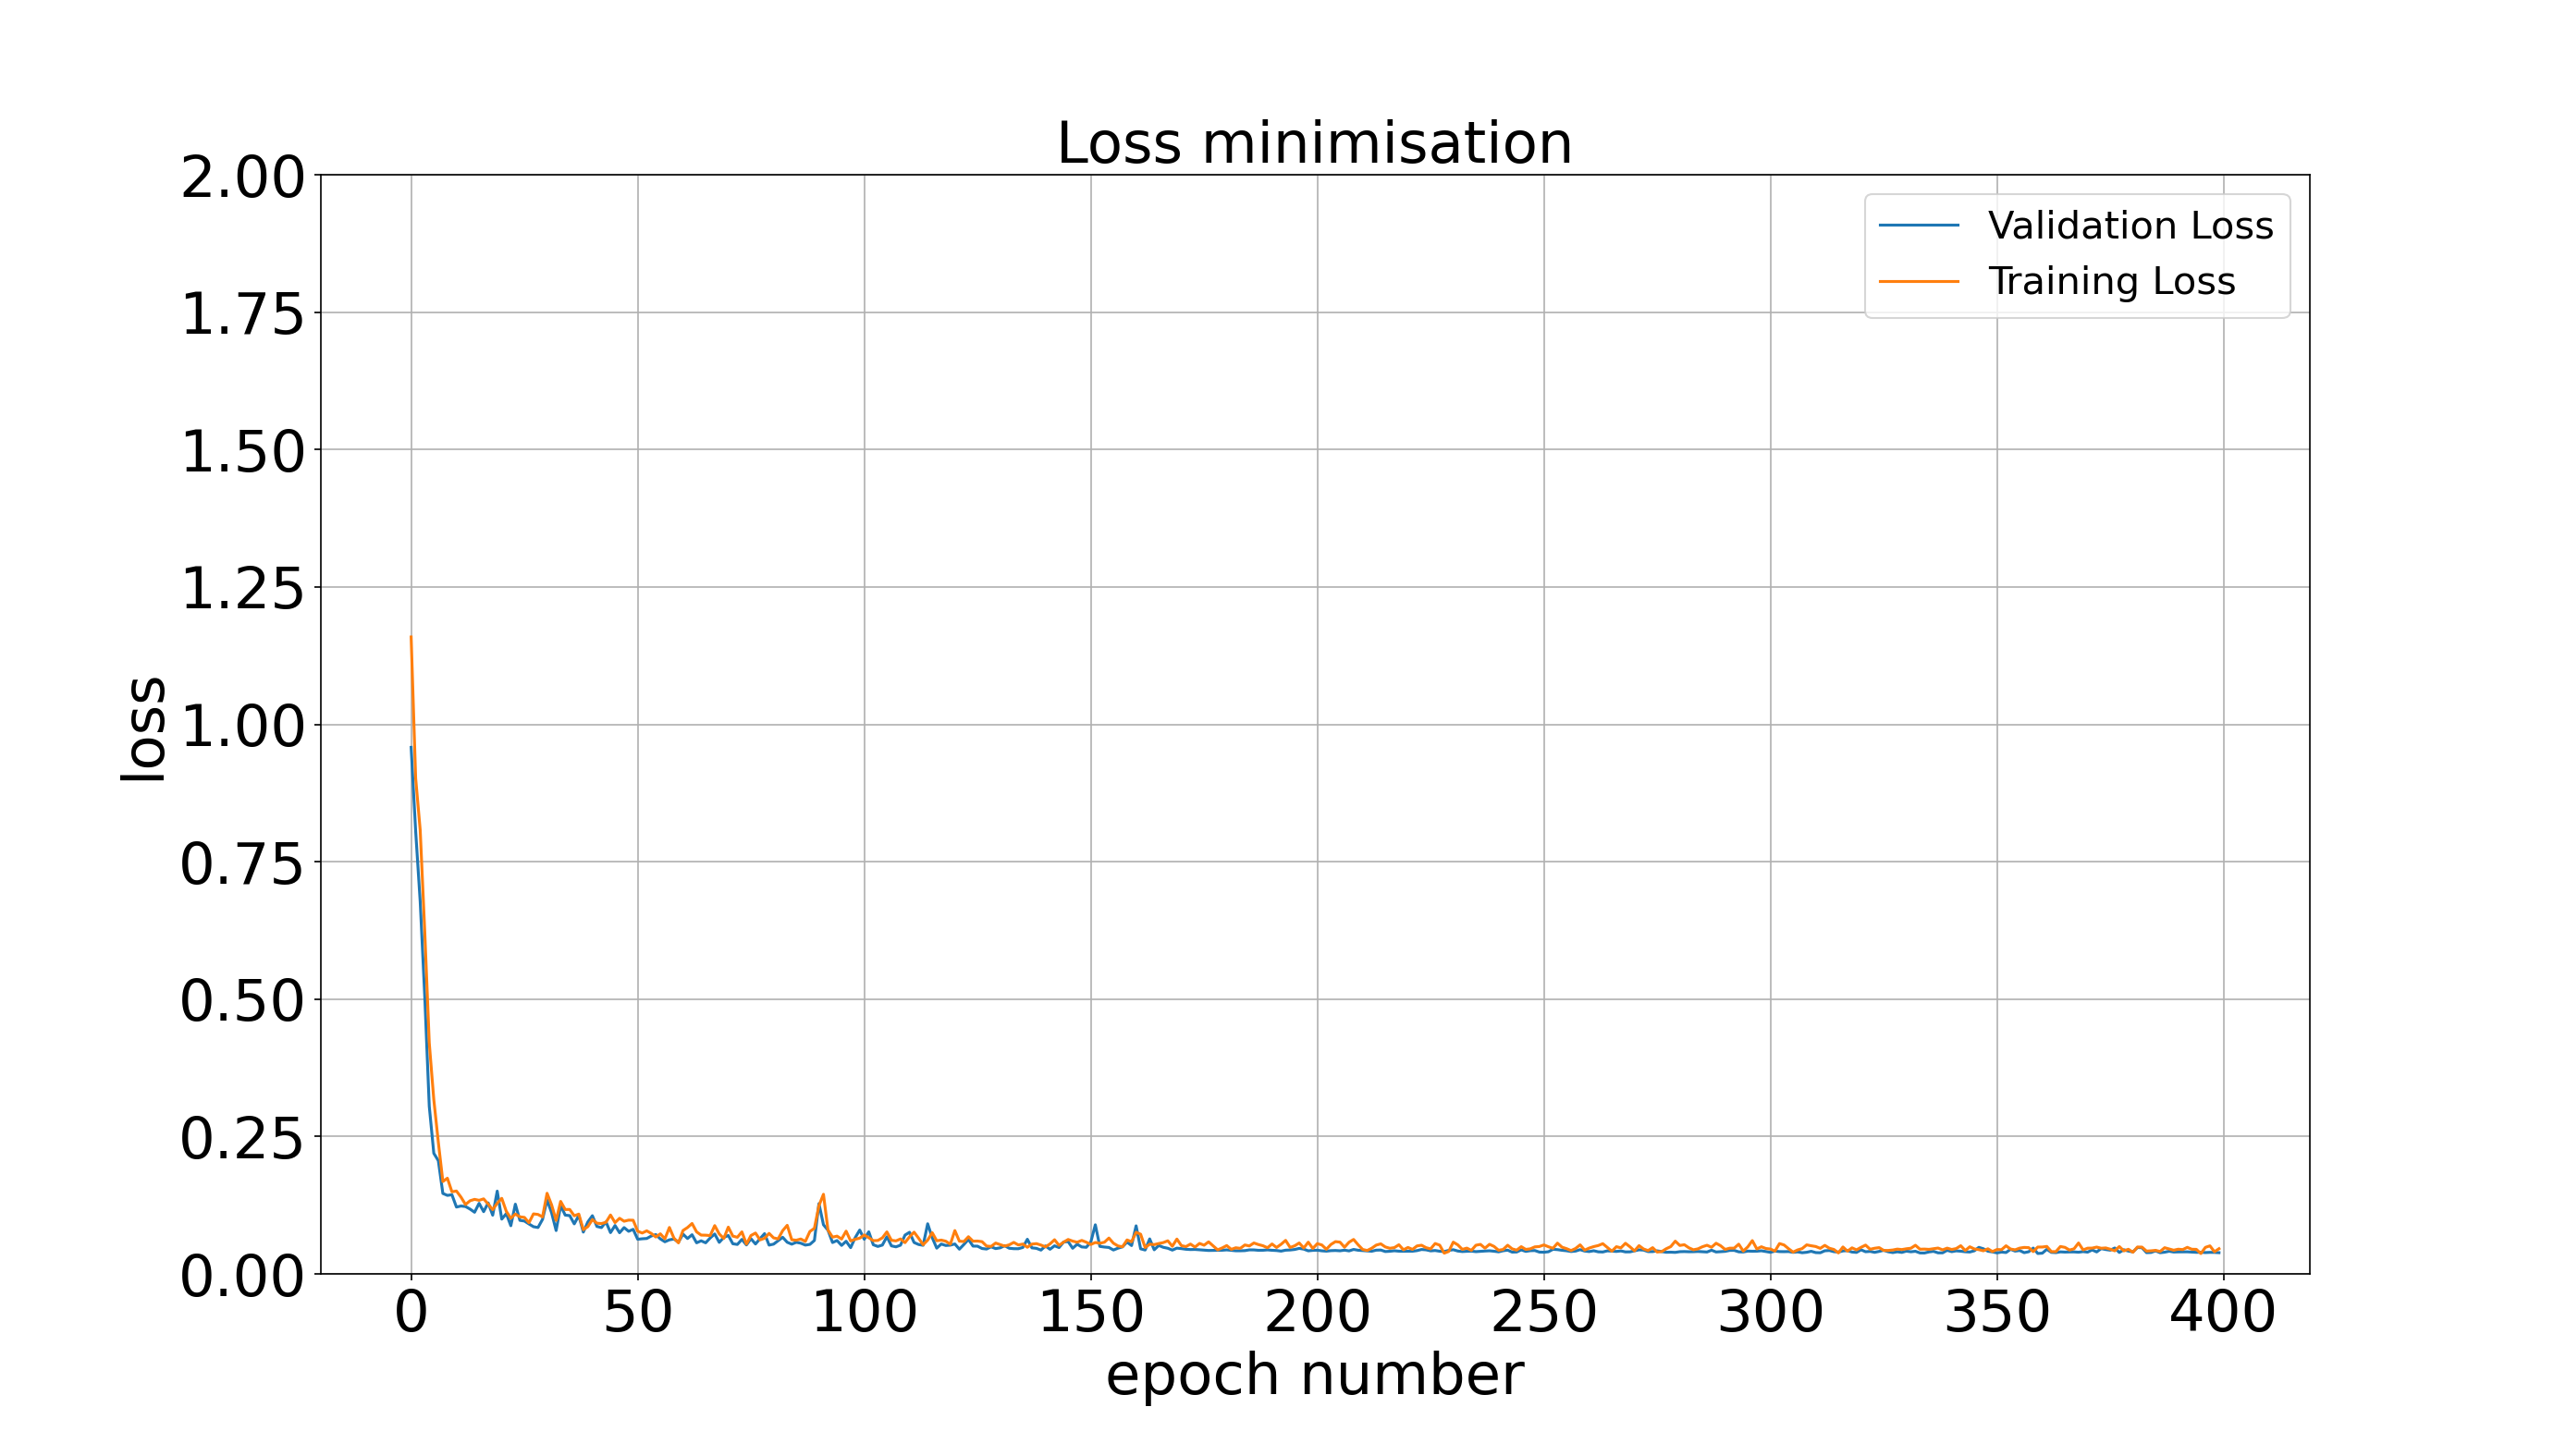 Loss minimisation
2.00
1.75
1.50
1.25
1.00
0.75
0.50
0.25
0.00
loss
Validation Loss
Training Loss
0 50 100 150 200 250 300 350 400
epoch number